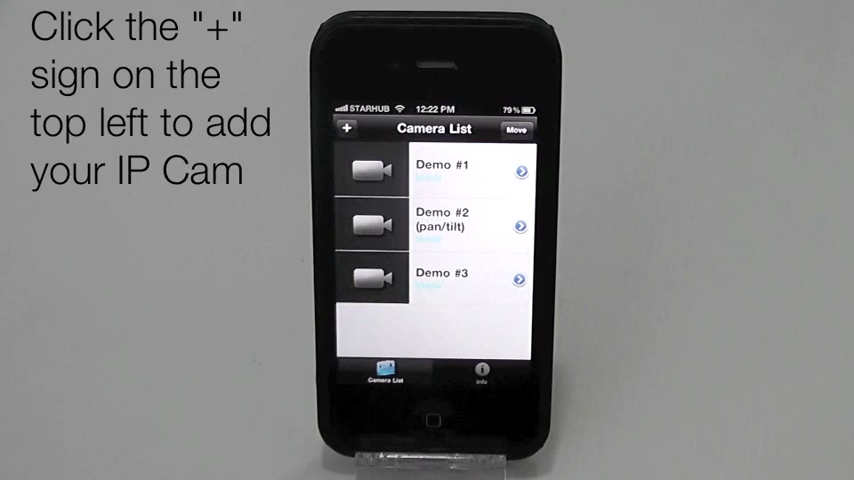 Click the "+"
sign on the
top left to add
your IP Cam
STARHUB 12:22 PM 79%
+ Camera List Move
Demo #1
Demo #2
(pan/tilt)
Demo #3
Camera List Info